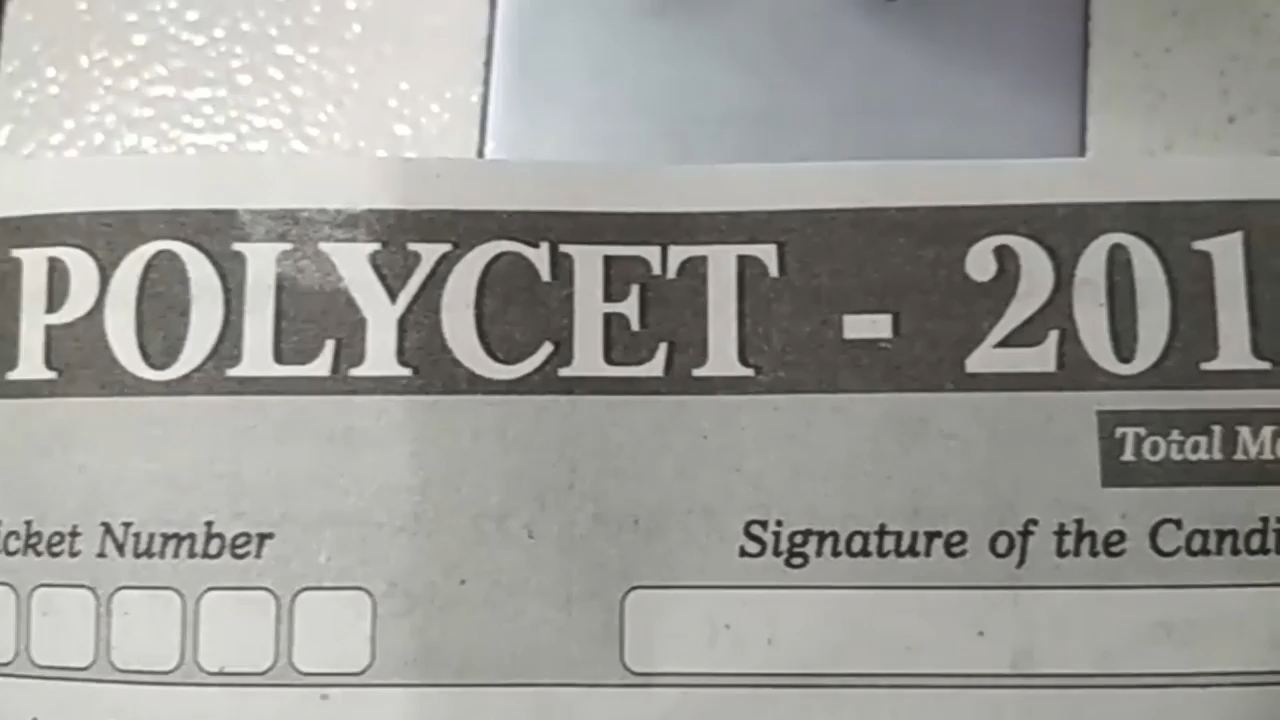 POLYCET - 201
Total M
icket Number
Signature of the Candi